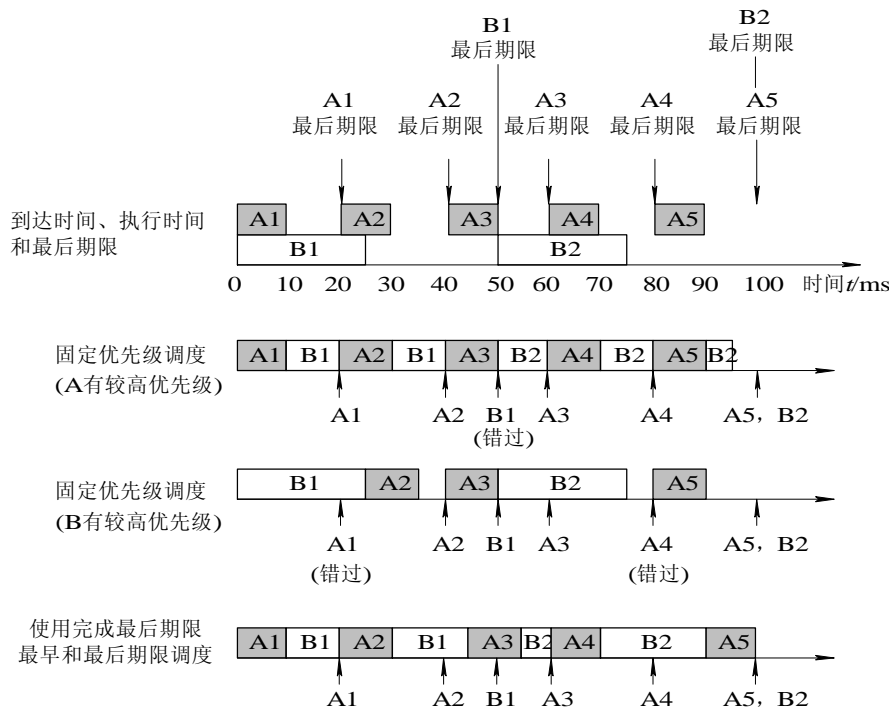 B1 B2
最后期限 最后期限
A1 A2 A3 A4 A5
最后期限 最后期限 最后期限 最后期限 最后期限
到达时间、执行时间
和最后期限
A1 A2 A3 A4 A5
B1 B2
0 10 20 30 40 50 60 70 80 90 100 时间t/ms
固定优先级调度
(A有较高优先级)
A1 B1 A2 B1 A3 B2 A4 B2 A5 B2
A1 A2 B1 A3 A4 A5，B2
(错过)
固定优先级调度
(B有较高优先级)
B1 A2 A3 B2 A5
A1 A2 B1 A3 A4 A5，B2
(错过) (错过)
使用完成最后期限
最早和最后期限调度
A1 B1 A2 B1 A3 B2 A4 B2 A5
A1 A2 B1 A3 A4 A5，B2